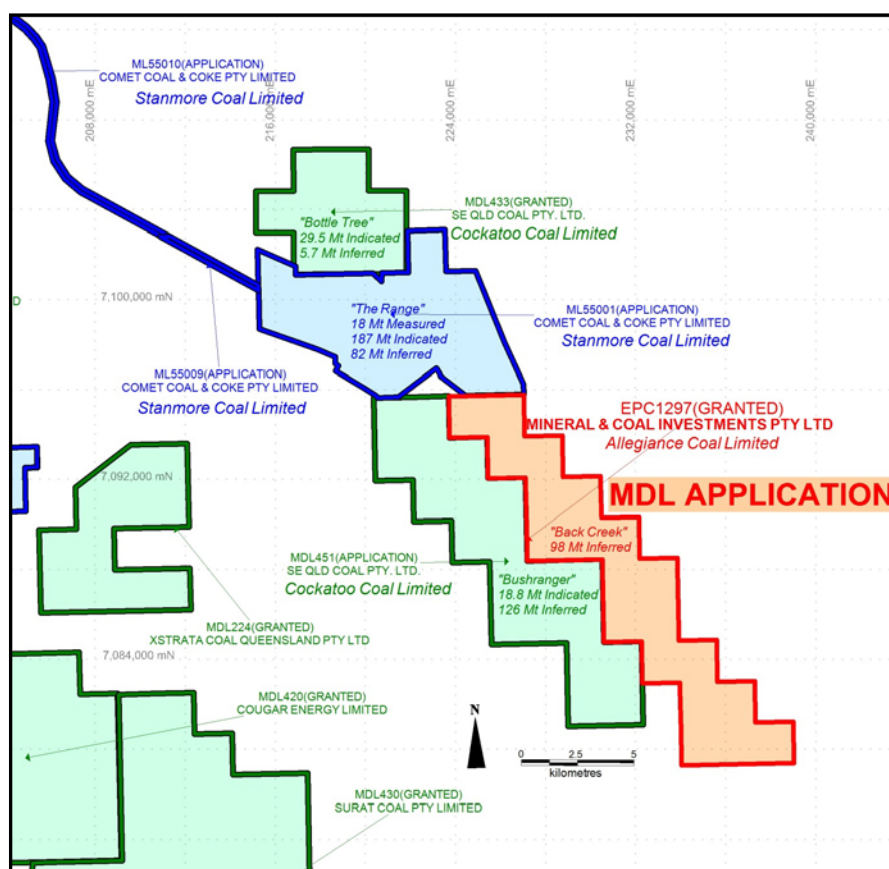 ML55010(APPLICATION)
COMET COAL & COKE PTY LIMITED
Stanmore Coal Limited
208,000 mE
216,000 mE
224,000 mE
232,000 mE
240,000 mE
MDL433(GRANTED)
SE QLD COAL PTY. LTD.
Cockatoo Coal Limited
"Bottle Tree"
29.5 Mt Indicated
5.7 Mt Inferred
7,100,000 mN
D
"The Range"
18 Mt Measured
187 Mt Indicated
82 Mt Inferred
ML55001(APPLICATION)
COMET COAL & COKE PTY LIMITED
Stanmore Coal Limited
ML55009(APPLICATION)
COMET COAL & COKE PTY LIMITED
Stanmore Coal Limited
EPC1297(GRANTED)
MINERAL & COAL INVESTMENTS PTY LTD
Allegiance Coal Limited
7,092,000 mN
MDL APPLICATION
"Back Creek"
98 Mt Inferred
MDL451(APPLICATION)
SE QLD COAL PTY. LTD.
Cockatoo Coal Limited
"Bushranger"
18.8 Mt Indicated
126 Mt Inferred
MDL224(GRANTED)
XSTRATA COAL QUEENSLAND PTY LTD
7,084,000 mN
MDL420(GRANTED)
COUGAR ENERGY LIMITED
N
0 2.5 5
kilometres
MDL430(GRANTED)
SURAT COAL PTY LIMITED